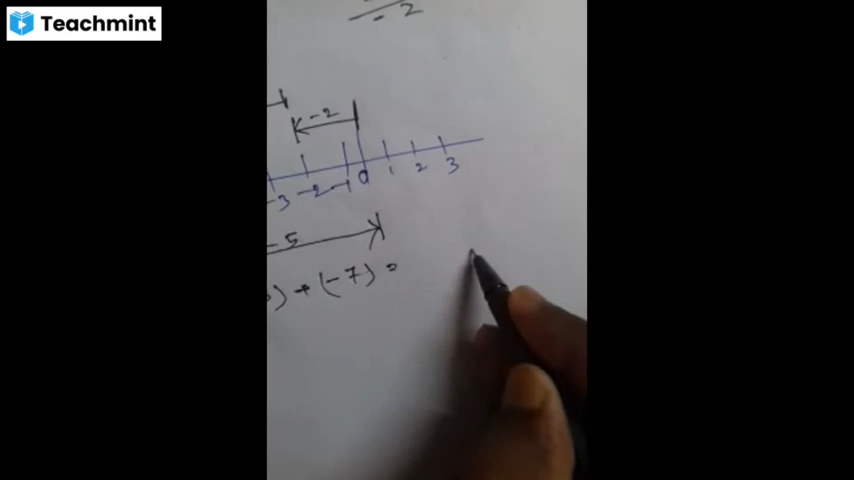 Teachmint
- 2
-2
-3 -2 -1 0 1 2 3
- 5
) + (-7) =